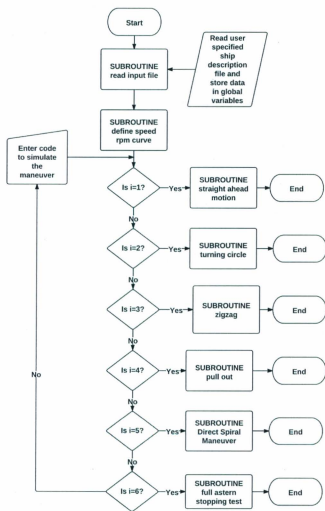 Start
SUBROUTINE
read input file
Read user
specified
ship
description
file and
store data
in global
variables
SUBROUTINE
define speed
rpm curve
Enter code
to simulate
the
maneuver
Is i=1?
Yes
SUBROUTINE
straight ahead
motion
End
No
Is i=2?
Yes
SUBROUTINE
turning circle
End
No
Is i=3?
Yes
SUBROUTINE
zigzag
End
No
Is i=4?
Yes
SUBROUTINE
pull out
End
No
No
Is i=5?
Yes
SUBROUTINE
Direct Spiral
Maneuver
End
No
Is i=6?
Yes
SUBROUTINE
full astern
stopping test
End